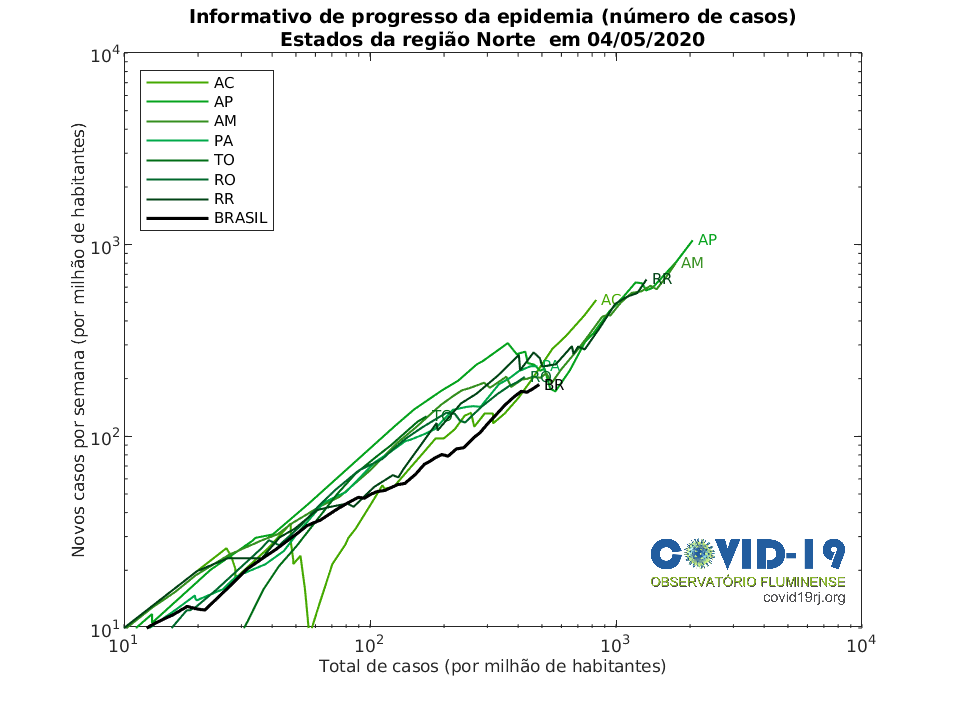 Informativo de progresso da epidemia (número de casos)
Estados da região Norte em 04/05/2020
10^4
10^3
10^2
10^1
Novos casos por semana (por milhão de habitantes)
AC
AP
AM
PA
TO
RO
RR
BRASIL
AP
AM
RR
AC
PA
RO
BR
TO
COVID-19
OBSERVATÓRIO FLUMINENSE
covid19rj.org
10^1 10^2 10^3 10^4
Total de casos (por milhão de habitantes)